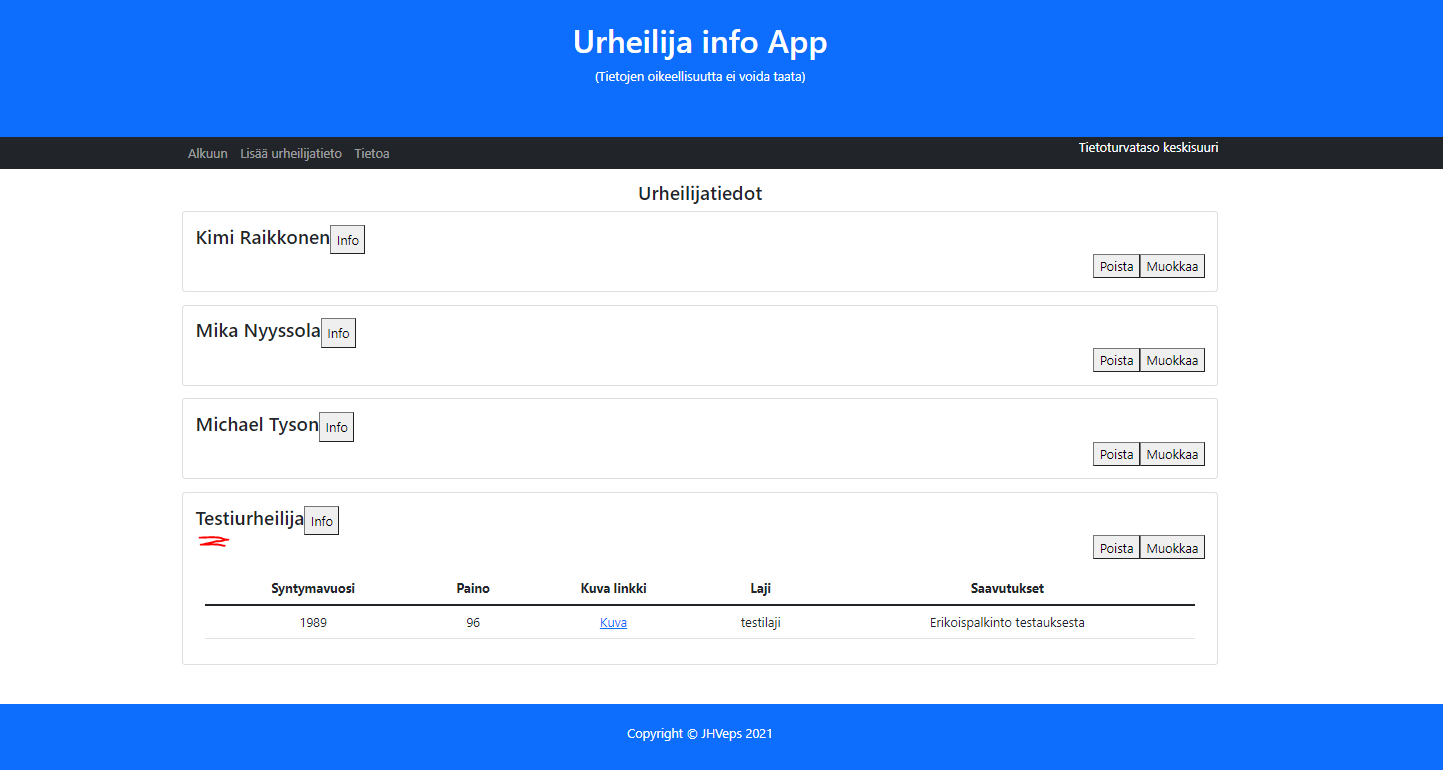 Urheilija info App
(Tietojen oikeellisuutta ei voida taata)
Alkuun Lisää urheilijatieto Tietoa Tietoturvataso keskisuuri
Urheilijatiedot
Kimi Raikkonen Info
Poista Muokkaa
Mika Nyyssola Info
Poista Muokkaa
Michael Tyson Info
Poista Muokkaa
Testiurheilija Info
Poista Muokkaa
Syntymavuosi Paino Kuva linkki Laji Saavutukset
1989 96 Kuva testilaji Erikoispalkinto testauksesta
Copyright © JHVeps 2021